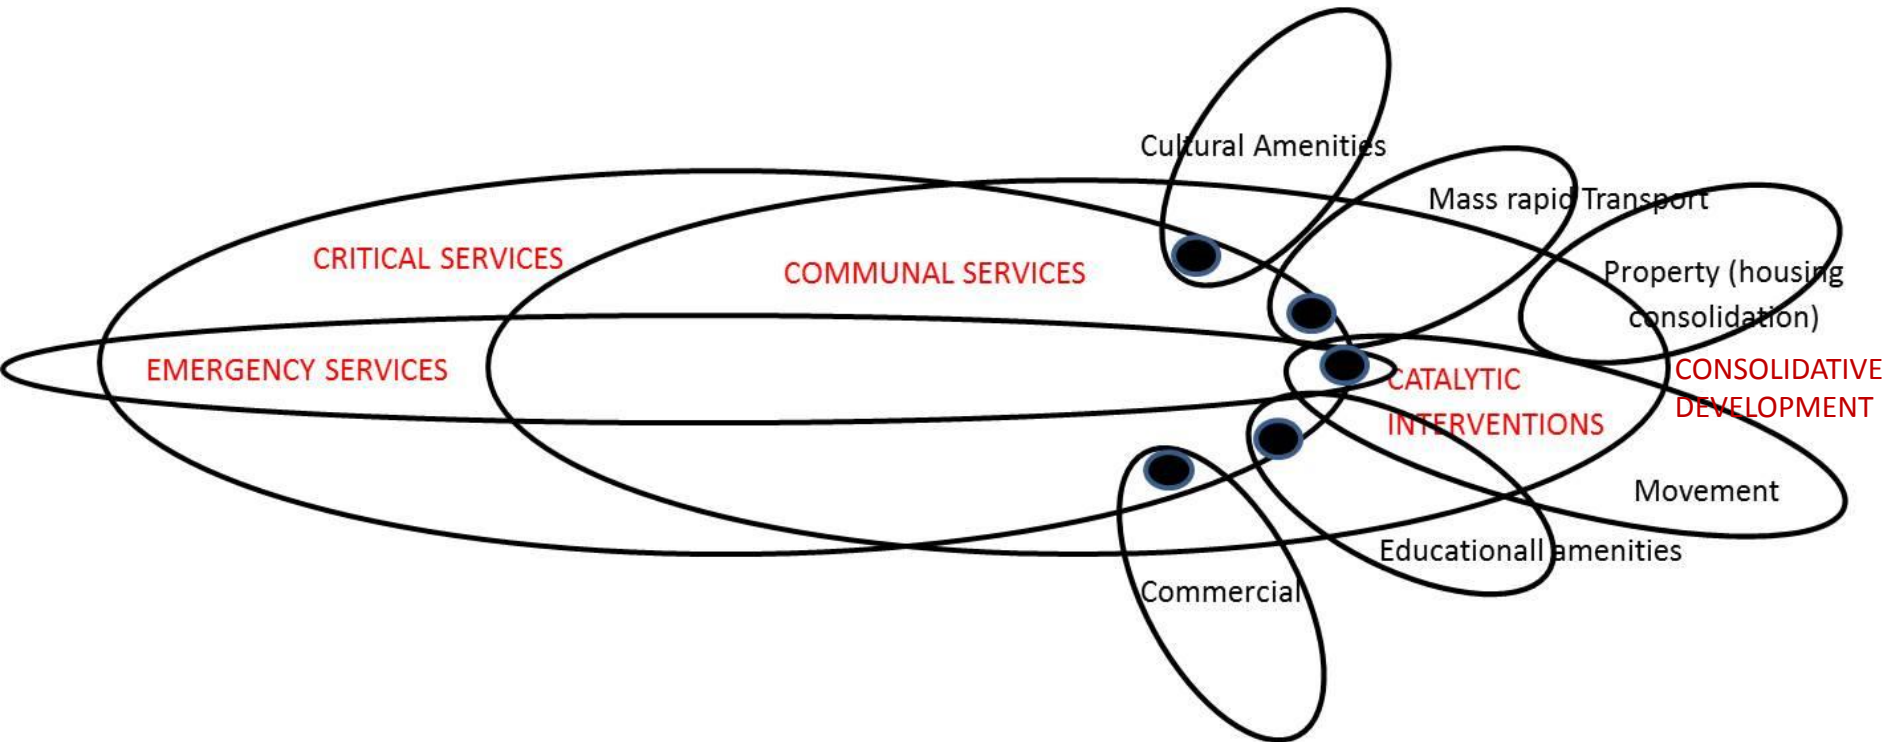 Cultural Amenities
Mass rapid Transport
CRITICAL SERVICES
COMMUNAL SERVICES
Property (housing
consolidation)
EMERGENCY SERVICES
CATALYTIC
INTERVENTIONS
CONSOLIDATIVE
DEVELOPMENT
Movement
Educationall amenities
Commercial